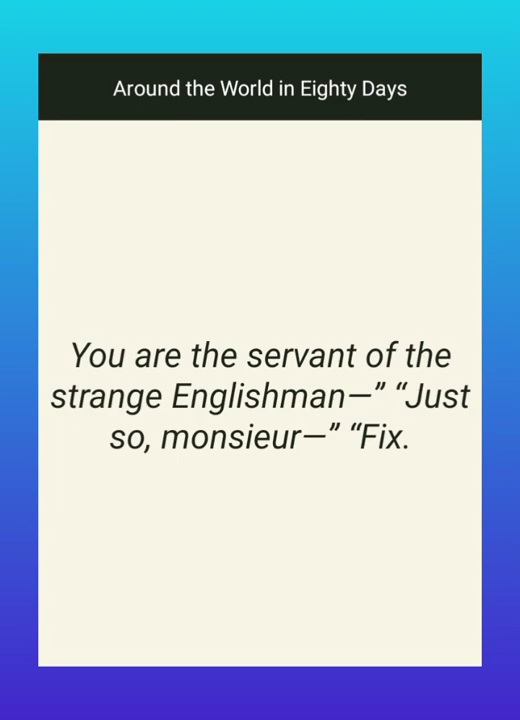 Around the World in Eighty Days
You are the servant of the
strange Englishman—” “Just
so, monsieur—” “Fix.